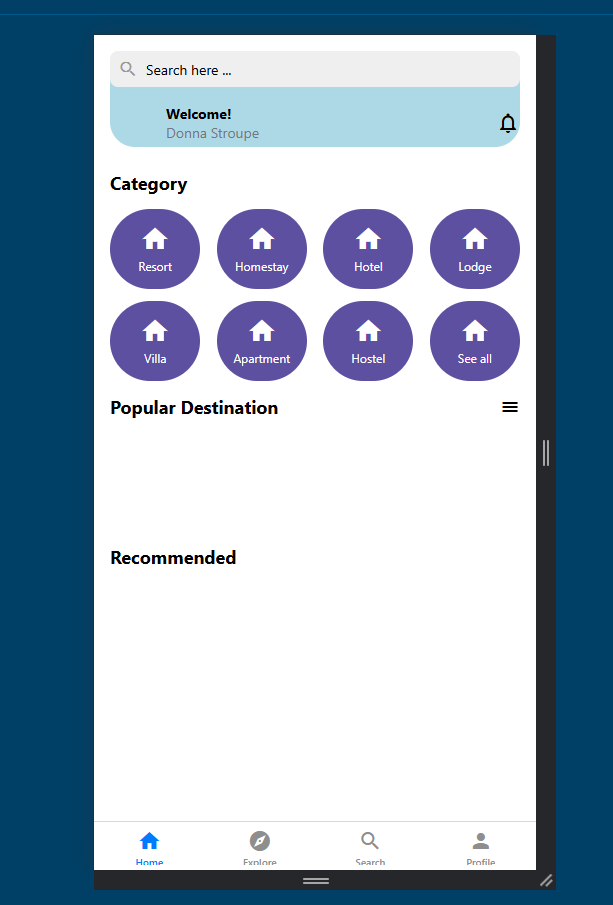 Search here ...
Welcome!
Donna Stroupe
Category
Resort Homestay Hotel Lodge
Villa Apartment Hostel See all
Popular Destination
Recommended
Home Explore Search Profile